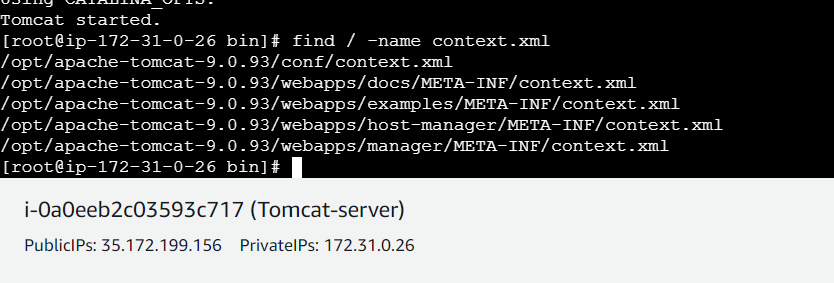 Using CATALINA_OPTS:
Tomcat started.
[root@ip-172-31-0-26 bin]# find / -name context.xml
/opt/apache-tomcat-9.0.93/conf/context.xml
/opt/apache-tomcat-9.0.93/webapps/docs/META-INF/context.xml
/opt/apache-tomcat-9.0.93/webapps/examples/META-INF/context.xml
/opt/apache-tomcat-9.0.93/webapps/host-manager/META-INF/context.xml
/opt/apache-tomcat-9.0.93/webapps/manager/META-INF/context.xml
[root@ip-172-31-0-26 bin]#
i-0a0eeb2c03593c717 (Tomcat-server)
PublicIPs: 35.172.199.156 PrivateIPs: 172.31.0.26